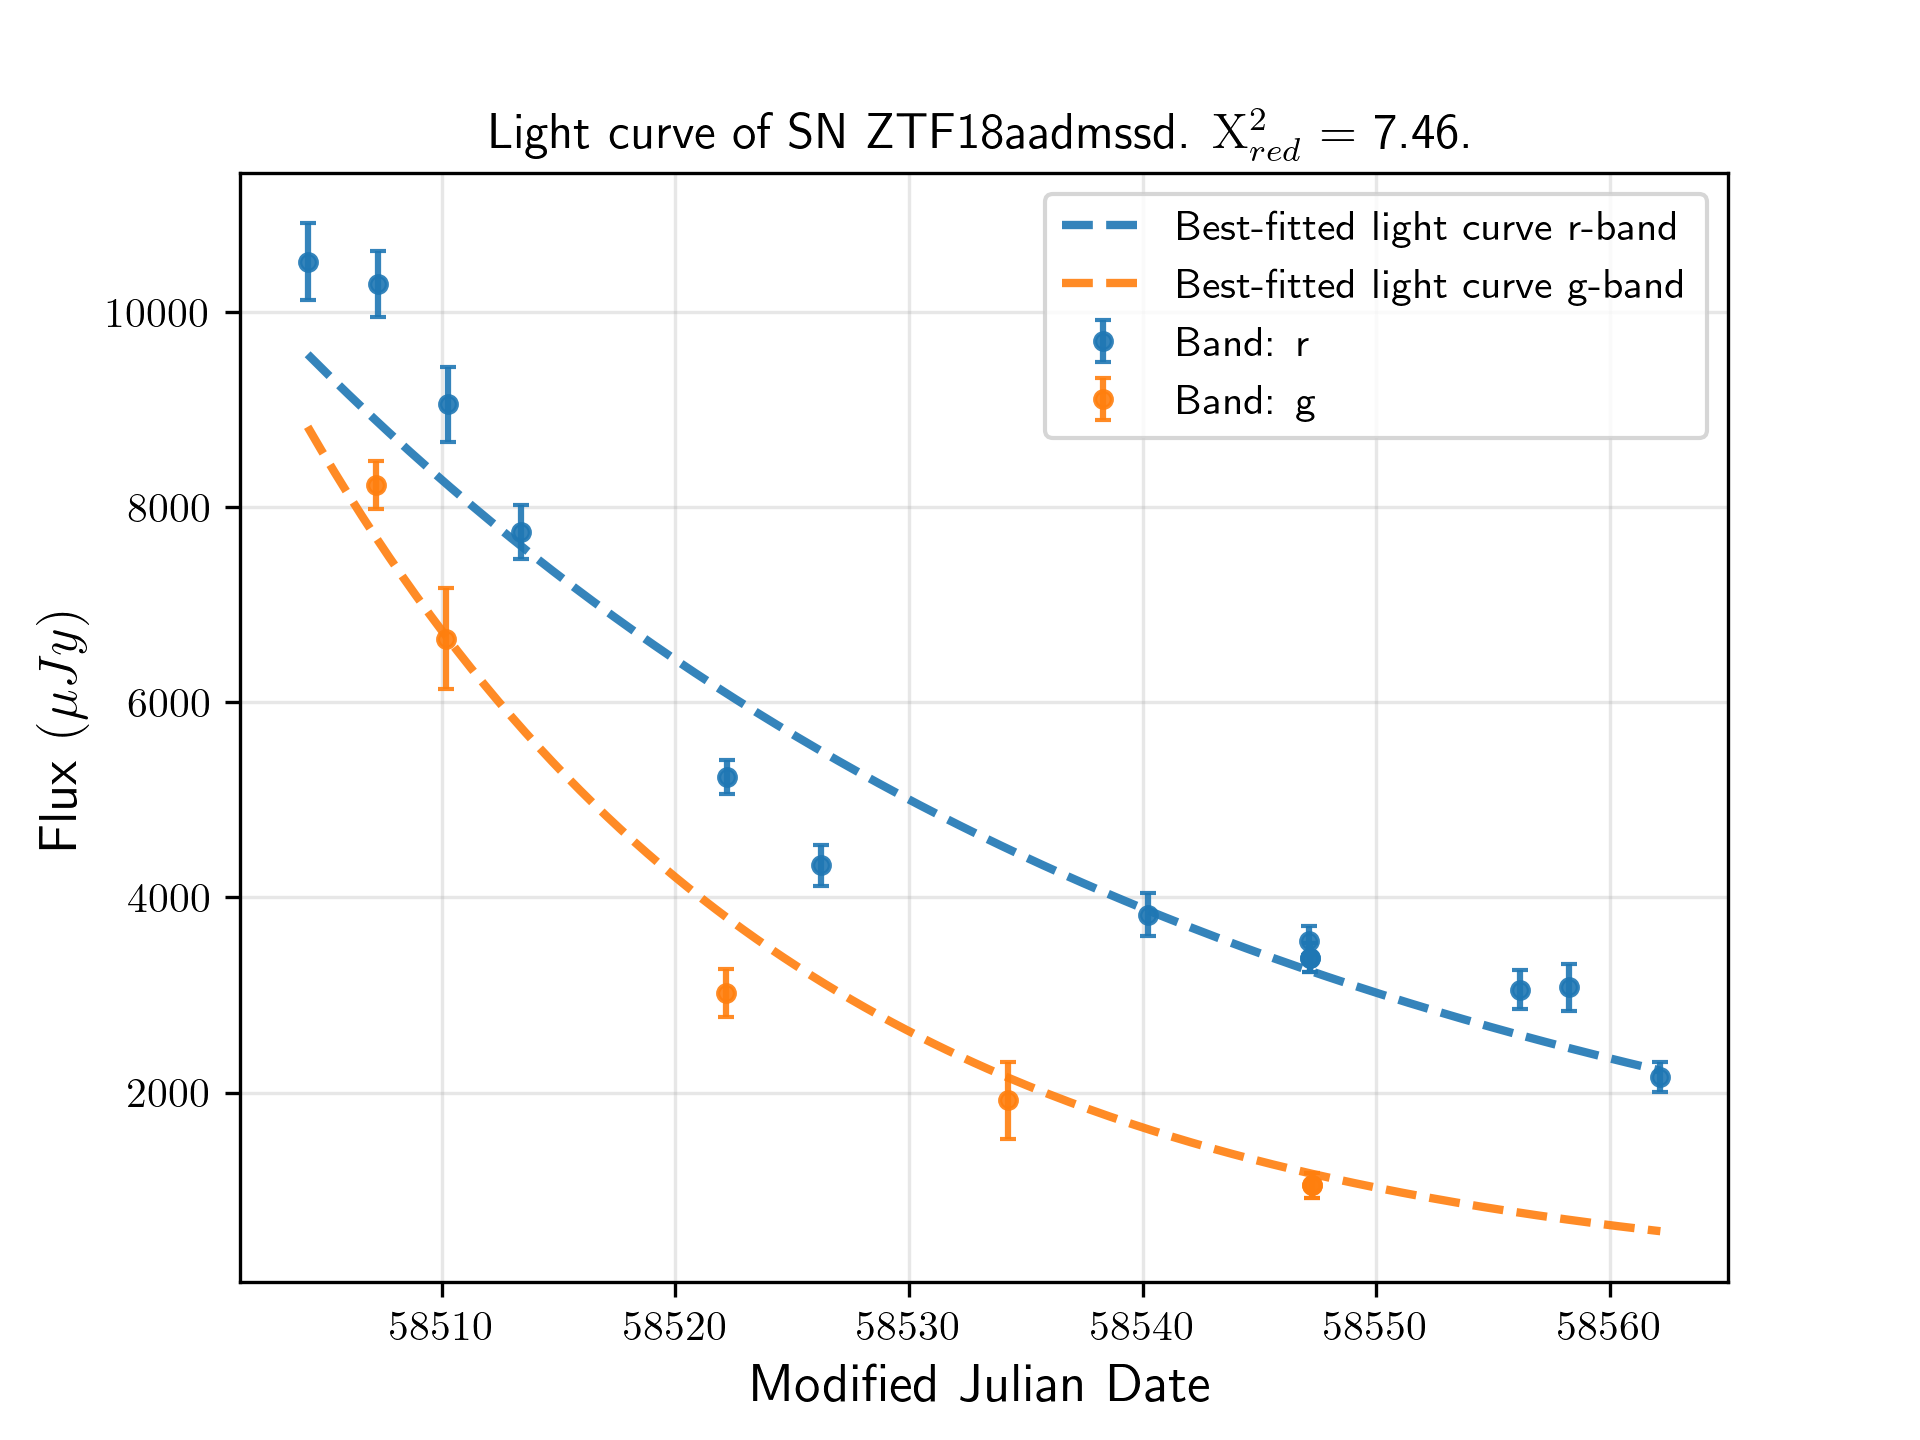 Light curve of SN ZTF18aadmssd. X²_red = 7.46.
Best-fitted light curve r-band
Best-fitted light curve g-band
Band: r
Band: g
10000
8000
6000
4000
2000
Flux (μJy)
58510 58520 58530 58540 58550 58560
Modified Julian Date